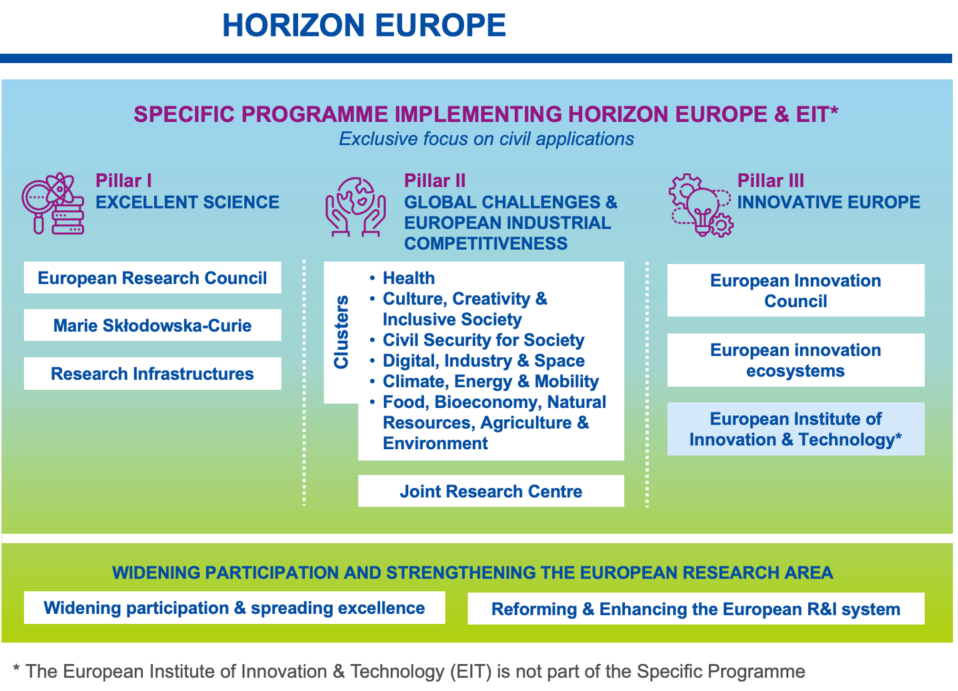 HORIZON EUROPE
SPECIFIC PROGRAMME IMPLEMENTING HORIZON EUROPE & EIT*
Exclusive focus on civil applications
Pillar I
EXCELLENT SCIENCE
European Research Council
Marie Skłodowska-Curie
Research Infrastructures
Pillar II
GLOBAL CHALLENGES &
EUROPEAN INDUSTRIAL
COMPETITIVENESS
Clusters
• Health
• Culture, Creativity &
Inclusive Society
• Civil Security for Society
• Digital, Industry & Space
• Climate, Energy & Mobility
• Food, Bioeconomy, Natural
Resources, Agriculture &
Environment
Joint Research Centre
Pillar III
INNOVATIVE EUROPE
European Innovation
Council
European innovation
ecosystems
European Institute of
Innovation & Technology*
WIDENING PARTICIPATION AND STRENGTHENING THE EUROPEAN RESEARCH AREA
Widening participation & spreading excellence
Reforming & Enhancing the European R&I system
* The European Institute of Innovation & Technology (EIT) is not part of the Specific Programme